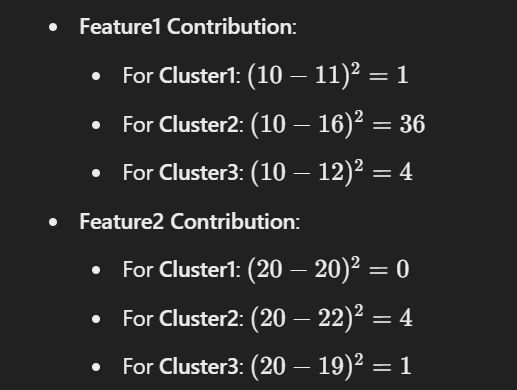 • Feature1 Contribution:
• For Cluster1: (10 − 11)² = 1
• For Cluster2: (10 − 16)² = 36
• For Cluster3: (10 − 12)² = 4
• Feature2 Contribution:
• For Cluster1: (20 − 20)² = 0
• For Cluster2: (20 − 22)² = 4
• For Cluster3: (20 − 19)² = 1